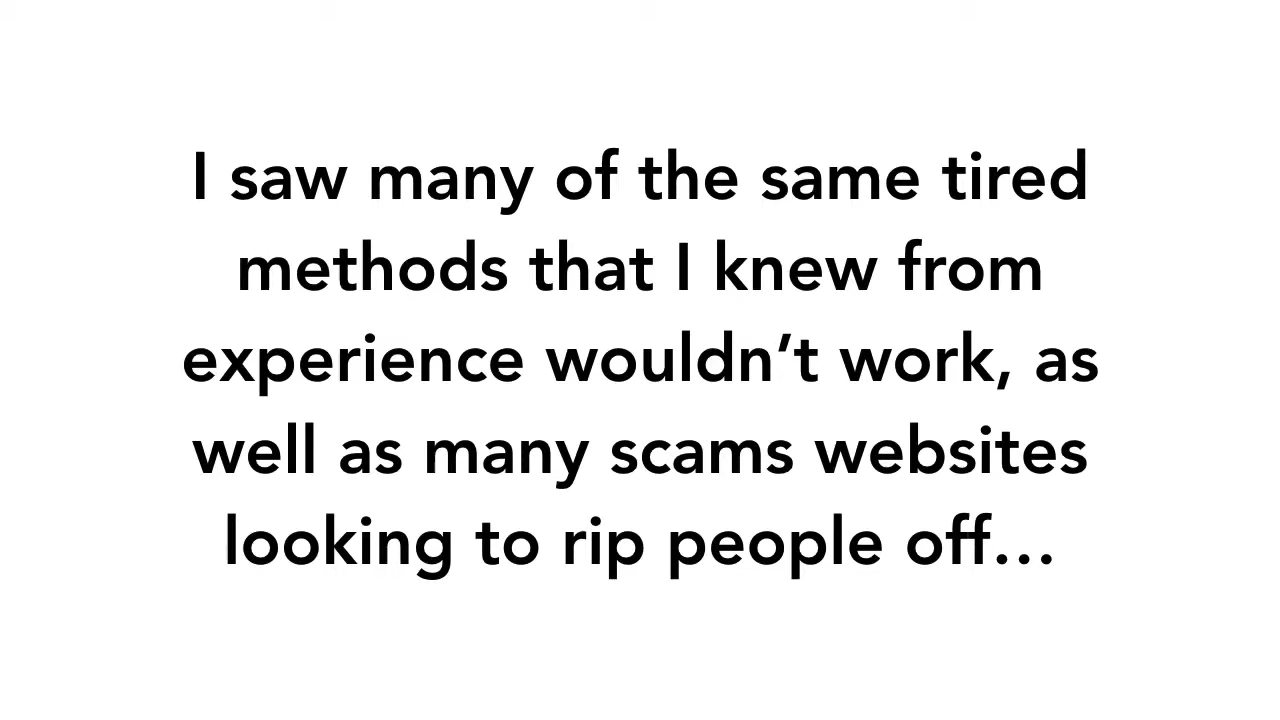 I saw many of the same tired
methods that I knew from
experience wouldn’t work, as
well as many scams websites
looking to rip people off…